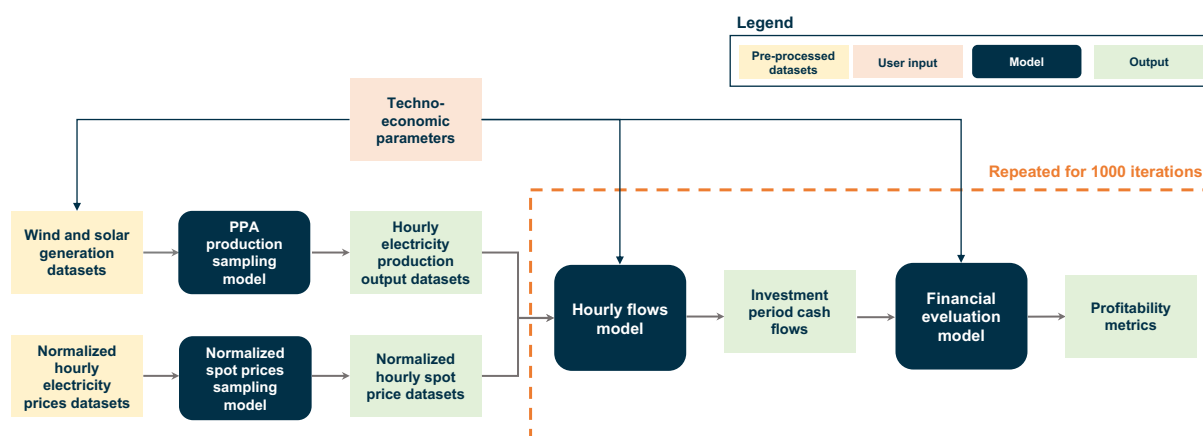 Legend
Pre-processed
datasets
User input
Model
Output
Techno-
economic
parameters
Repeated for 1000 iterations
Wind and solar
generation
datasets
PPA
production
sampling
model
Hourly
electricity
production
output datasets
Hourly flows
model
Investment
period cash
flows
Financial
eveluation
model
Profitability
metrics
Normalized
hourly
electricity
prices datasets
Normalized
spot prices
sampling
model
Normalized
hourly spot
price datasets